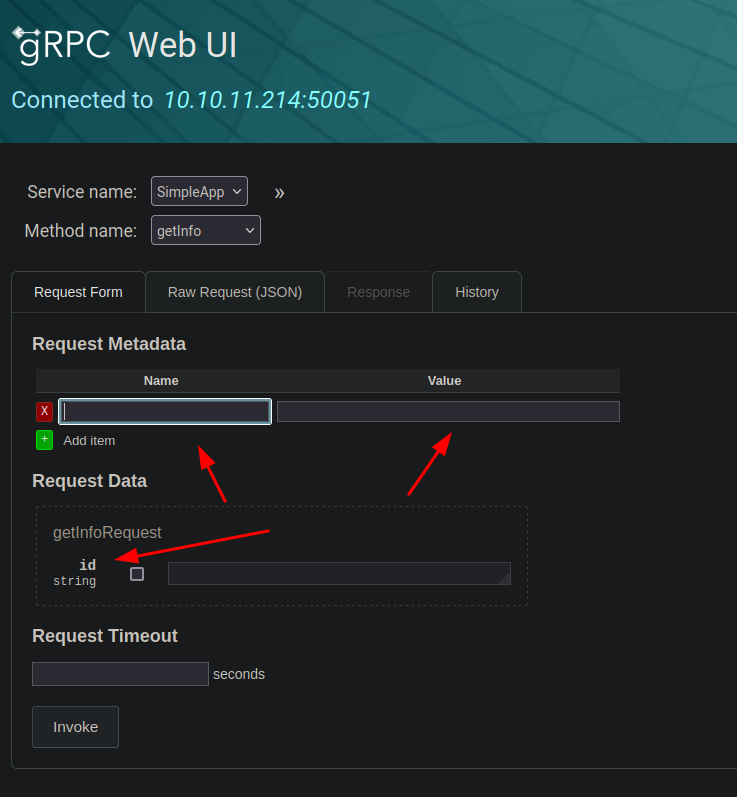 gRPC Web UI
Connected to 10.10.11.214:50051
Service name: SimpleApp »
Method name: getInfo
Request Form Raw Request (JSON) Response History
Request Metadata
Name Value
X
+ Add item
Request Data
getInfoRequest
id
string
Request Timeout
seconds
Invoke